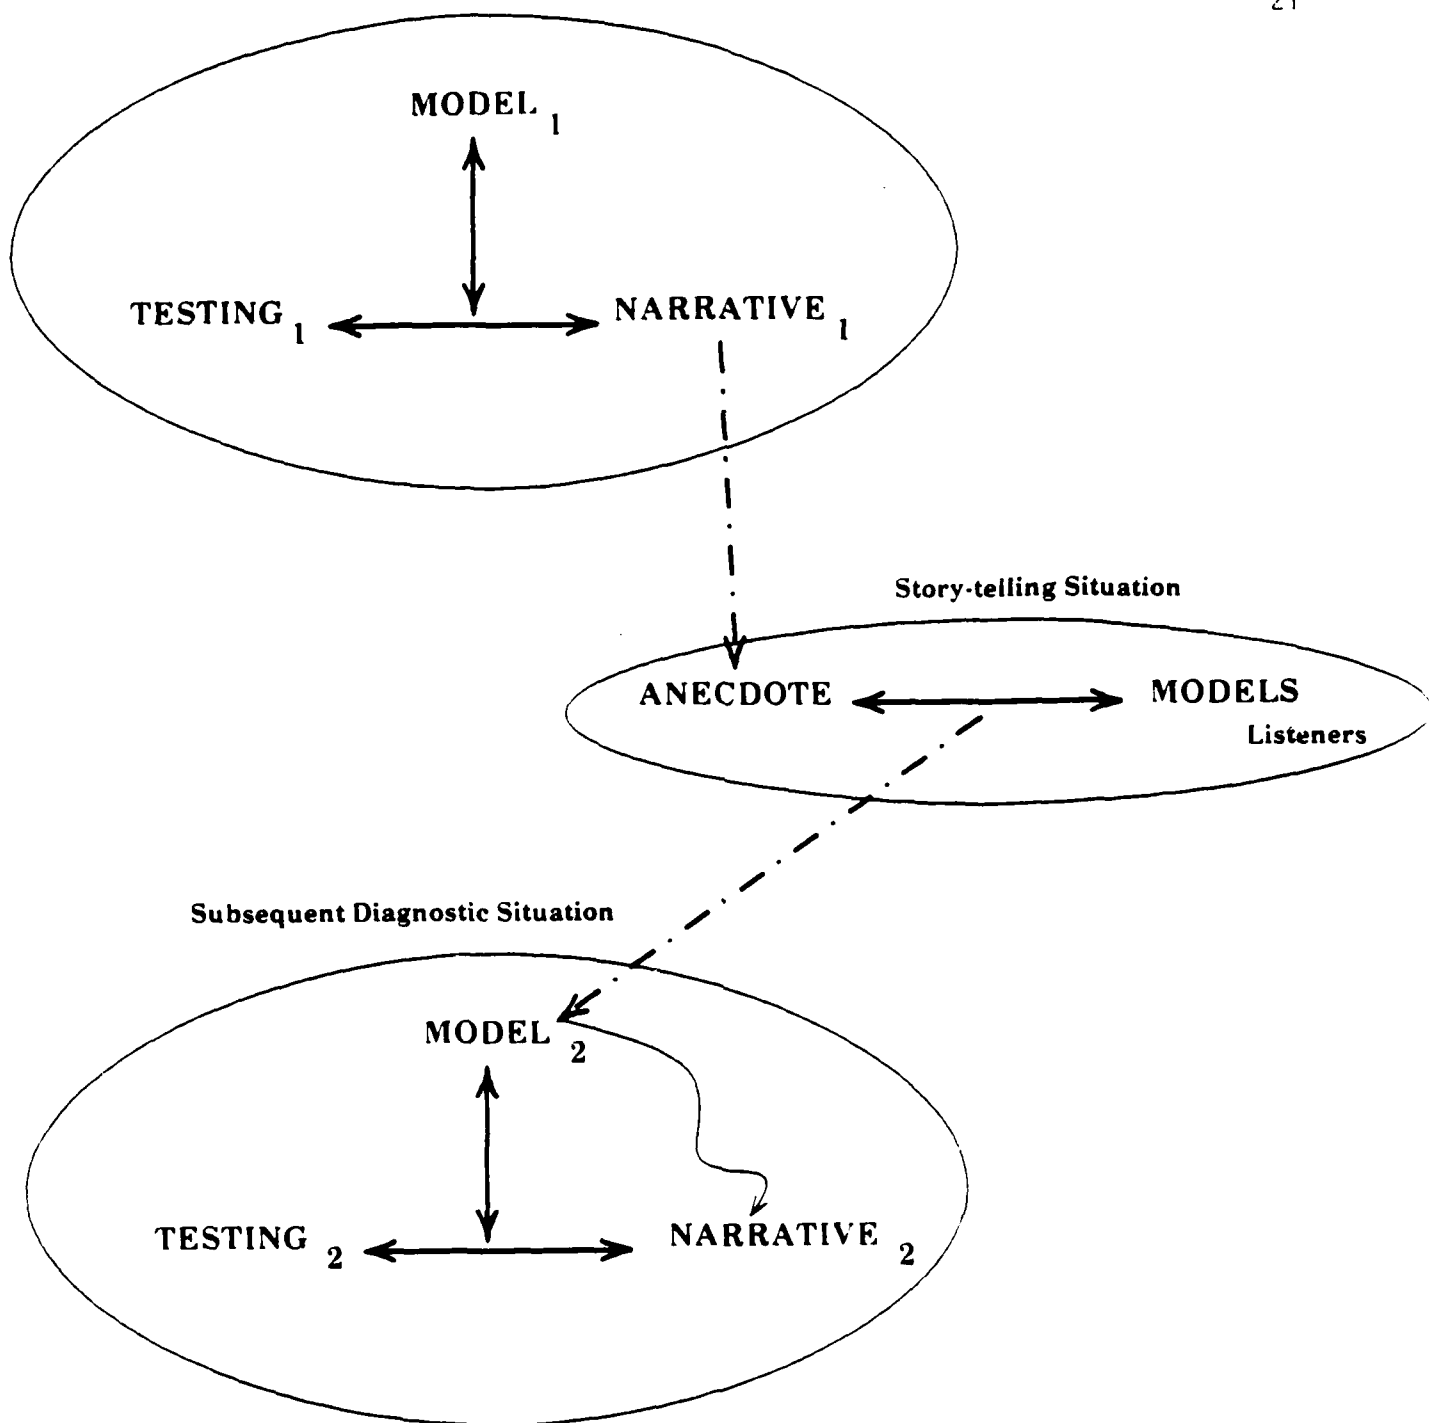 MODEL 1
TESTING 1 NARRATIVE 1
Story-telling Situation
ANECDOTE MODELS
Listeners
Subsequent Diagnostic Situation
MODEL 2
TESTING 2 NARRATIVE 2